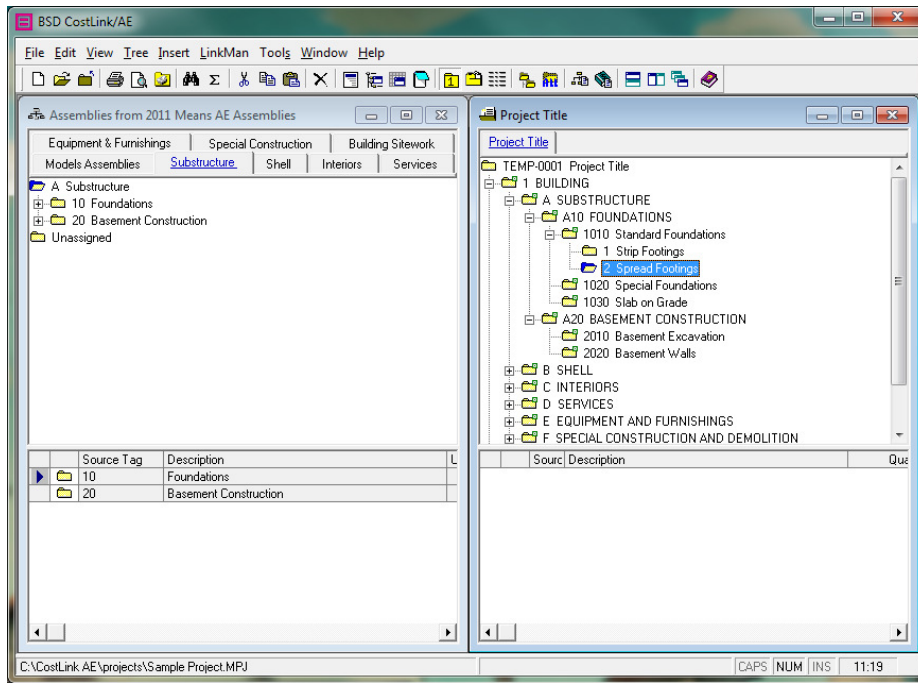 BSD CostLink/AE
File Edit View Tree Insert LinkMan Tools Window Help
Assemblies from 2011 Means AE Assemblies
Equipment & Furnishings Special Construction Building Sitework
Models Assemblies Substructure Shell Interiors Services
A Substructure
10 Foundations
20 Basement Construction
Unassigned
Source Tag Description L
10 Foundations
20 Basement Construction
Project Title
Project Title
TEMP-0001 Project Title
1 BUILDING
A SUBSTRUCTURE
A10 FOUNDATIONS
1010 Standard Foundations
1 Strip Footings
2 Spread Footings
1020 Special Foundations
1030 Slab on Grade
A20 BASEMENT CONSTRUCTION
2010 Basement Excavation
2020 Basement Walls
B SHELL
C INTERIORS
D SERVICES
E EQUIPMENT AND FURNISHINGS
F SPECIAL CONSTRUCTION AND DEMOLITION
Sourc Description Qua
C:\CostLink AE\projects\Sample Project.MPJ CAPS NUM INS 11:19